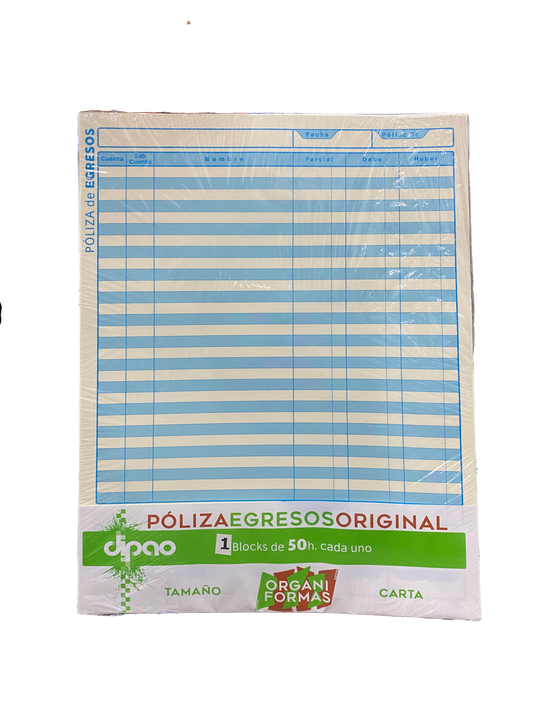 PÓLIZA de EGRESOS
Fecha
Póliza No.
Cuenta Sub Cuenta Nombre Parcial Debe Haber
PÓLIZAEGRESOSORIGINAL
dipao
1 Blocks de 50h. cada uno
TAMAÑO
ORGANI
FORMAS
CARTA